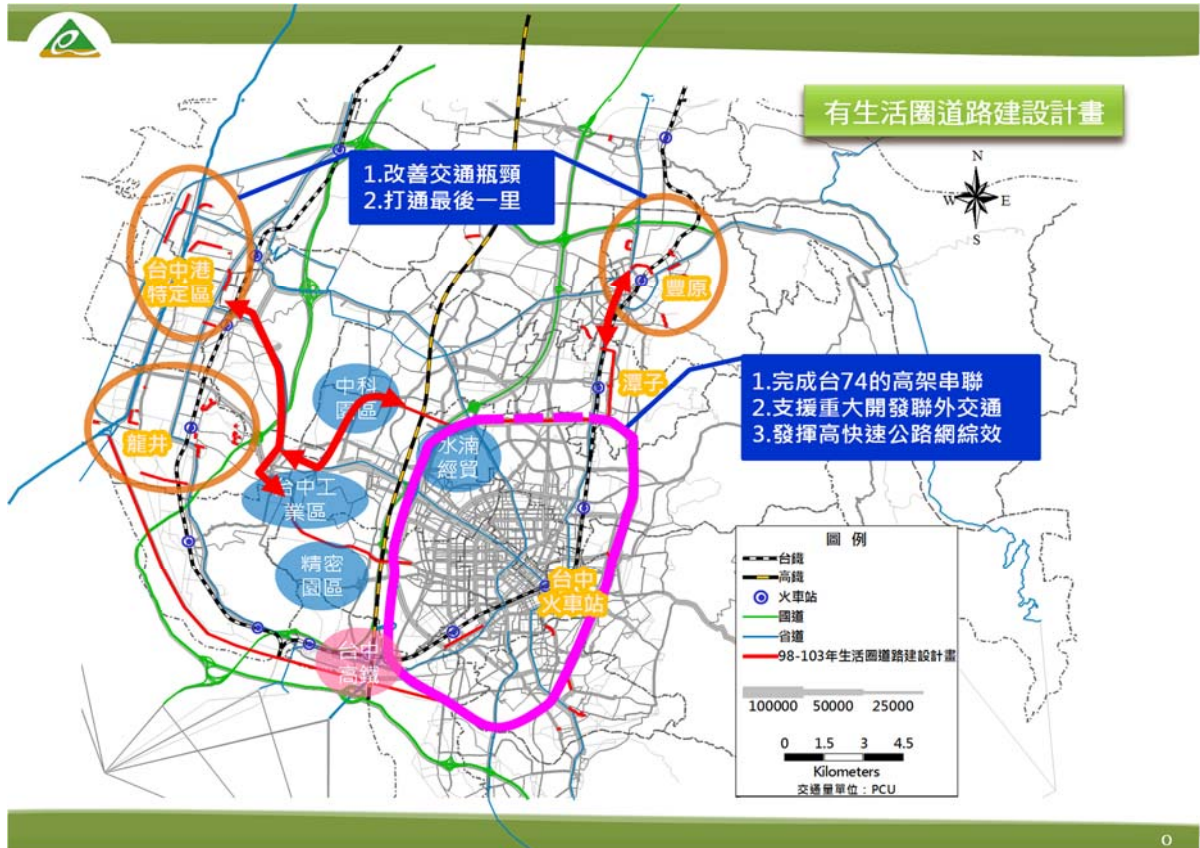 有生活圈道路建設計畫
1.改善交通瓶頸
2.打通最後一里
N
W
E
S
台中港
特定區
豐原
潭子
1.完成台74的高架串聯
2.支援重大開發聯外交通
3.發揮高快速公路網綜效
中科
園區
水湳
經貿
龍井
台中工
業區
精密
園區
台中
火車站
台中
高鐵
圖 例
台鐵
高鐵
火車站
國道
省道
98-103年生活圈道路建設計畫
100000 50000 25000
0 1.5 3 4.5
Kilometers
交通量單位：PCU
0